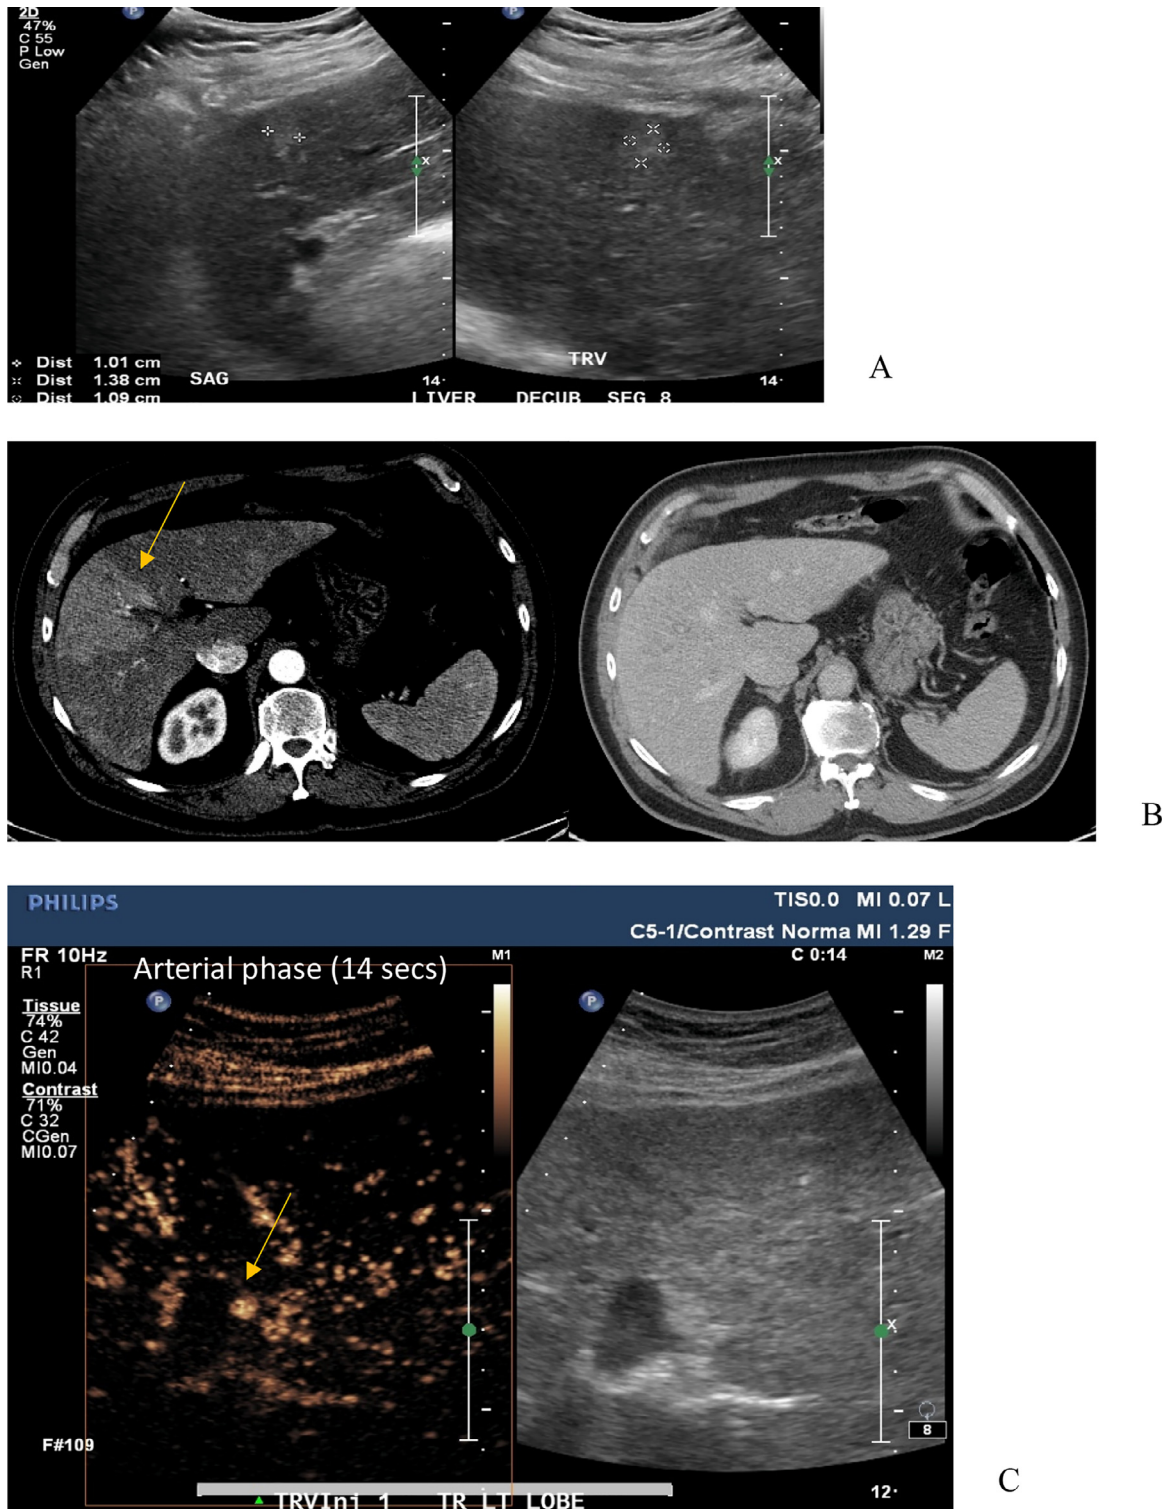 2D
47%
C 55
P Low
Gen
P
P
x
x
Dist 1.01 cm
Dist 1.38 cm
Dist 1.09 cm
SAG
14
TRV
14
LIVER DECUB SEG 8
A
B
PHILIPS
TIS0.0 MI 0.07 L
C5-1/Contrast Norma MI 1.29 F
FR 10Hz
R1
Arterial phase (14 secs)
M1
C 0:14
M2
P
P
Tissue
74%
C 42
Gen
MI0.04
Contrast
71%
C 32
CGen
MI0.07
x
8
F#109
12
TRVInj 1 TR LT LOBE
C